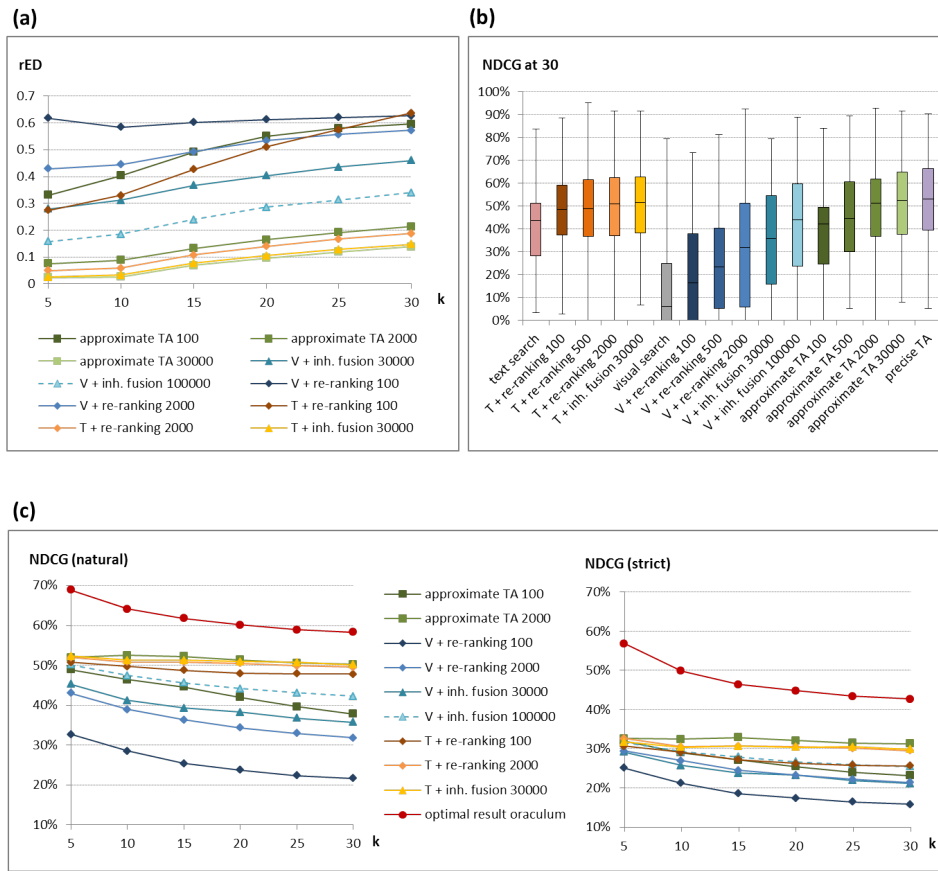 (a)
rED
0.7
0.6
0.5
0.4
0.3
0.2
0.1
0
5 10 15 20 25 30 k
approximate TA 100 approximate TA 2000
approximate TA 30000 V + inh. fusion 30000
V + inh. fusion 100000 V + re-ranking 100
V + re-ranking 2000 T + re-ranking 100
T + re-ranking 2000 T + inh. fusion 30000
(b)
NDCG at 30
100%
90%
80%
70%
60%
50%
40%
30%
20%
10%
0%
text search
T + re-ranking 100
T + re-ranking 500
T + re-ranking 2000
T + inh. fusion 30000
visual search
V + re-ranking 100
V + re-ranking 500
V + re-ranking 2000
V + inh. fusion 30000
V + inh. fusion 100000
approximate TA 100
approximate TA 500
approximate TA 2000
approximate TA 30000
precise TA
(c)
NDCG (natural)
70%
60%
50%
40%
30%
20%
10%
5 10 15 20 25 30 k
approximate TA 100
approximate TA 2000
V + re-ranking 100
V + re-ranking 2000
V + inh. fusion 30000
V + inh. fusion 100000
T + re-ranking 100
T + re-ranking 2000
T + inh. fusion 30000
optimal result oraculum
NDCG (strict)
70%
60%
50%
40%
30%
20%
10%
5 10 15 20 25 30 k